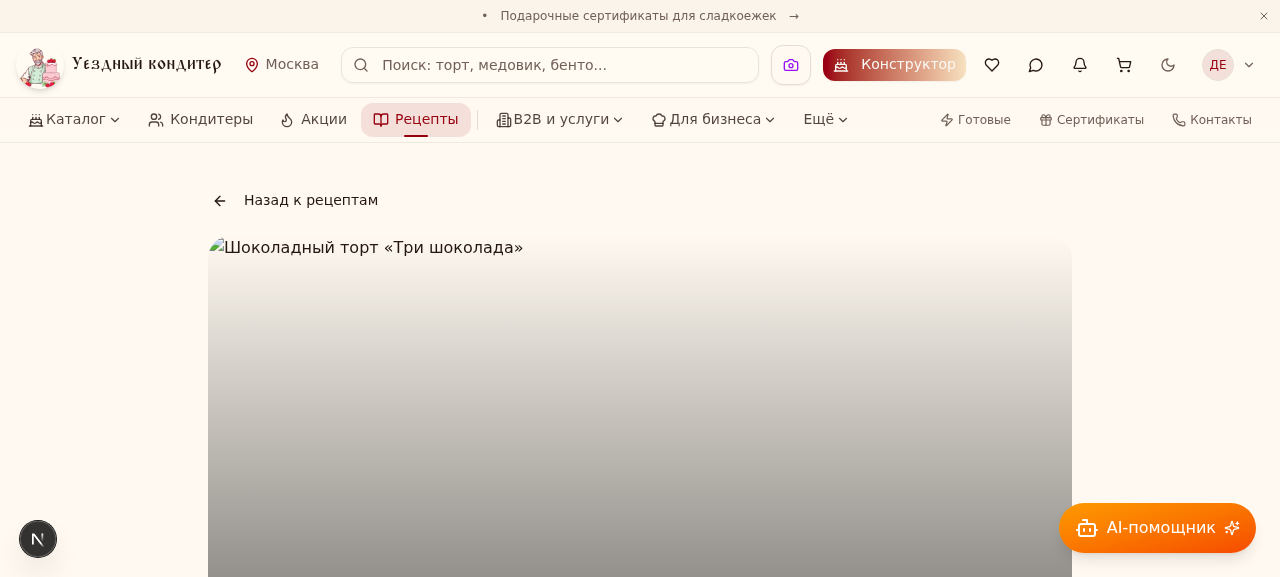 • Подарочные сертификаты для сладкоежек →
Уездный кондитер
Москва
Поиск: торт, медовик, бенто...
Конструктор
ДЕ
Каталог
Кондитеры
Акции
Рецепты
B2B и услуги
Для бизнеса
Ещё
Готовые
Сертификаты
Контакты
Назад к рецептам
Шоколадный торт «Три шоколада»
N
AI-помощник